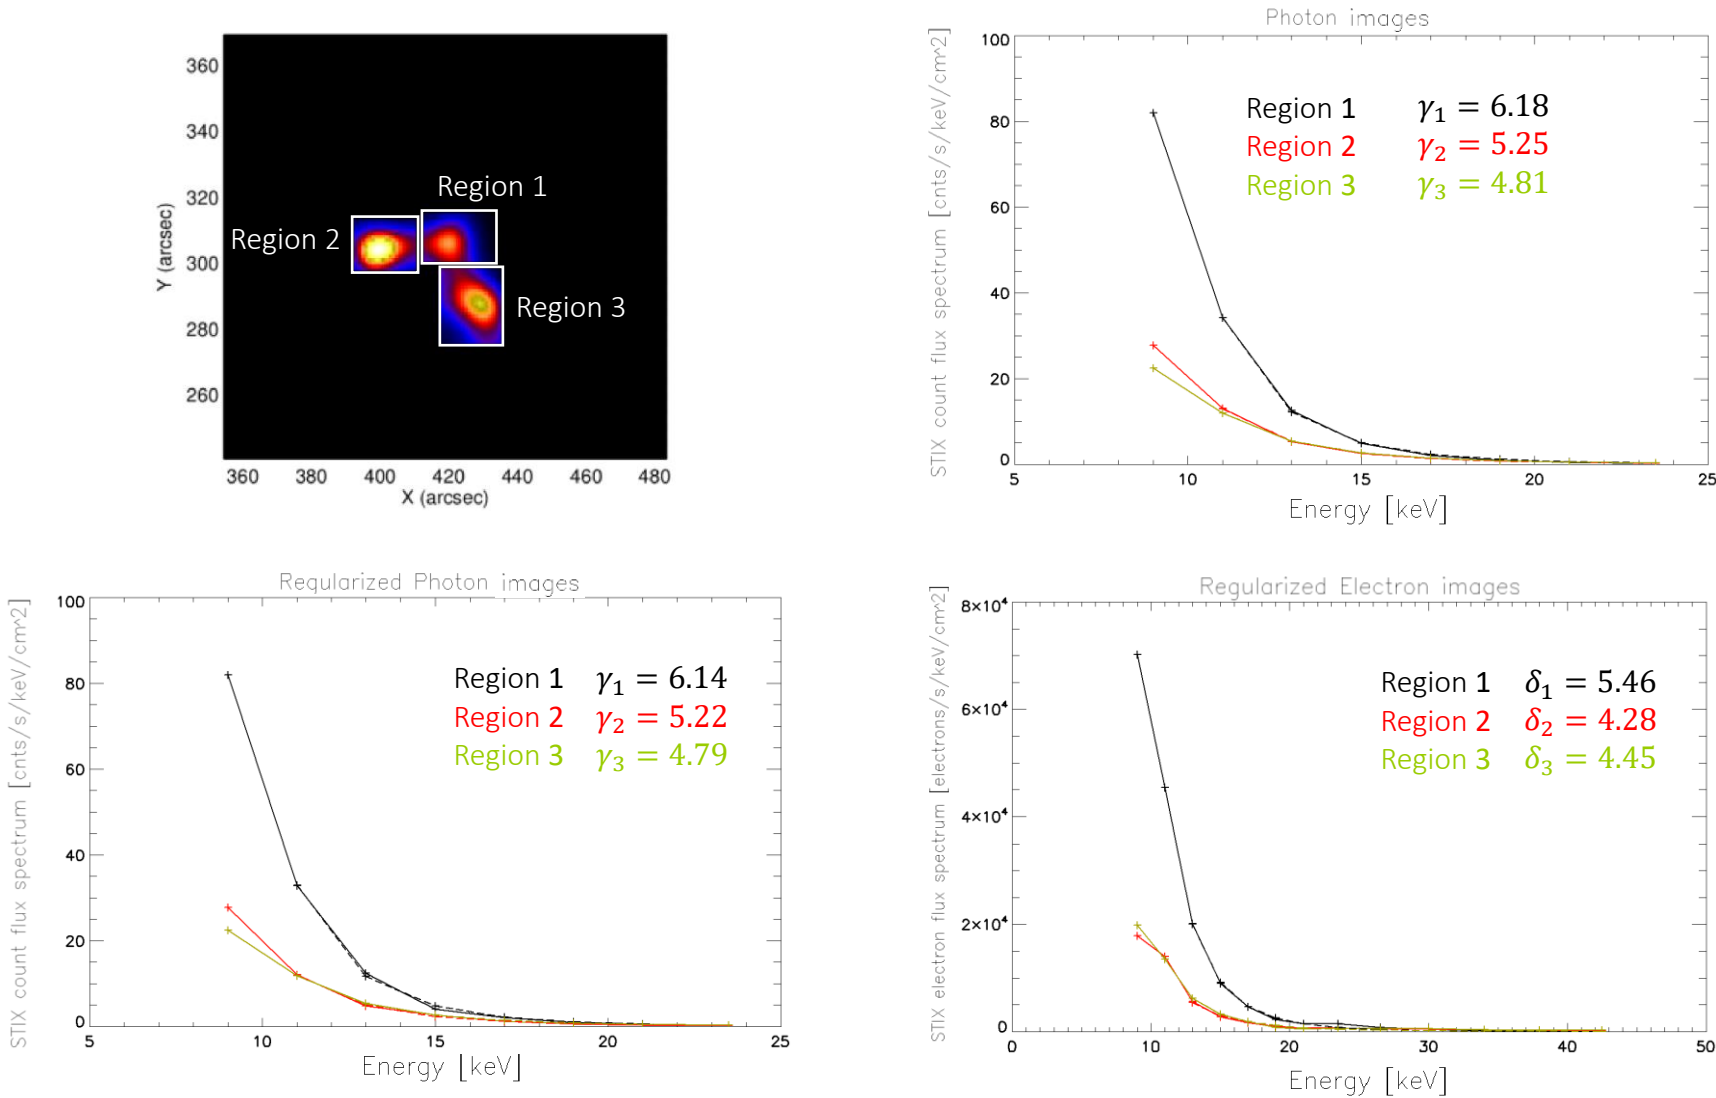 360
340
320
300
280
260
Y (arcsec)
Region 1
Region 2
Region 3
360 380 400 420 440 460 480
X (arcsec)
Photon images
STIX count flux spectrum [cnts/s/keV/cm^2]
100
80
60
40
20
0
Region 1 γ₁ = 6.18
Region 2 γ₂ = 5.25
Region 3 γ₃ = 4.81
5 10 15 20 25
Energy [keV]
Regularized Photon images
STIX count flux spectrum [cnts/s/keV/cm^2]
100
80
60
40
20
0
Region 1 γ₁ = 6.14
Region 2 γ₂ = 5.22
Region 3 γ₃ = 4.79
5 10 15 20 25
Energy [keV]
Regularized Electron images
STIX electron flux spectrum [electrons/s/keV/cm^2]
8×10⁴
6×10⁴
4×10⁴
2×10⁴
0
Region 1 δ₁ = 5.46
Region 2 δ₂ = 4.28
Region 3 δ₃ = 4.45
0 10 20 30 40 50
Energy [keV]